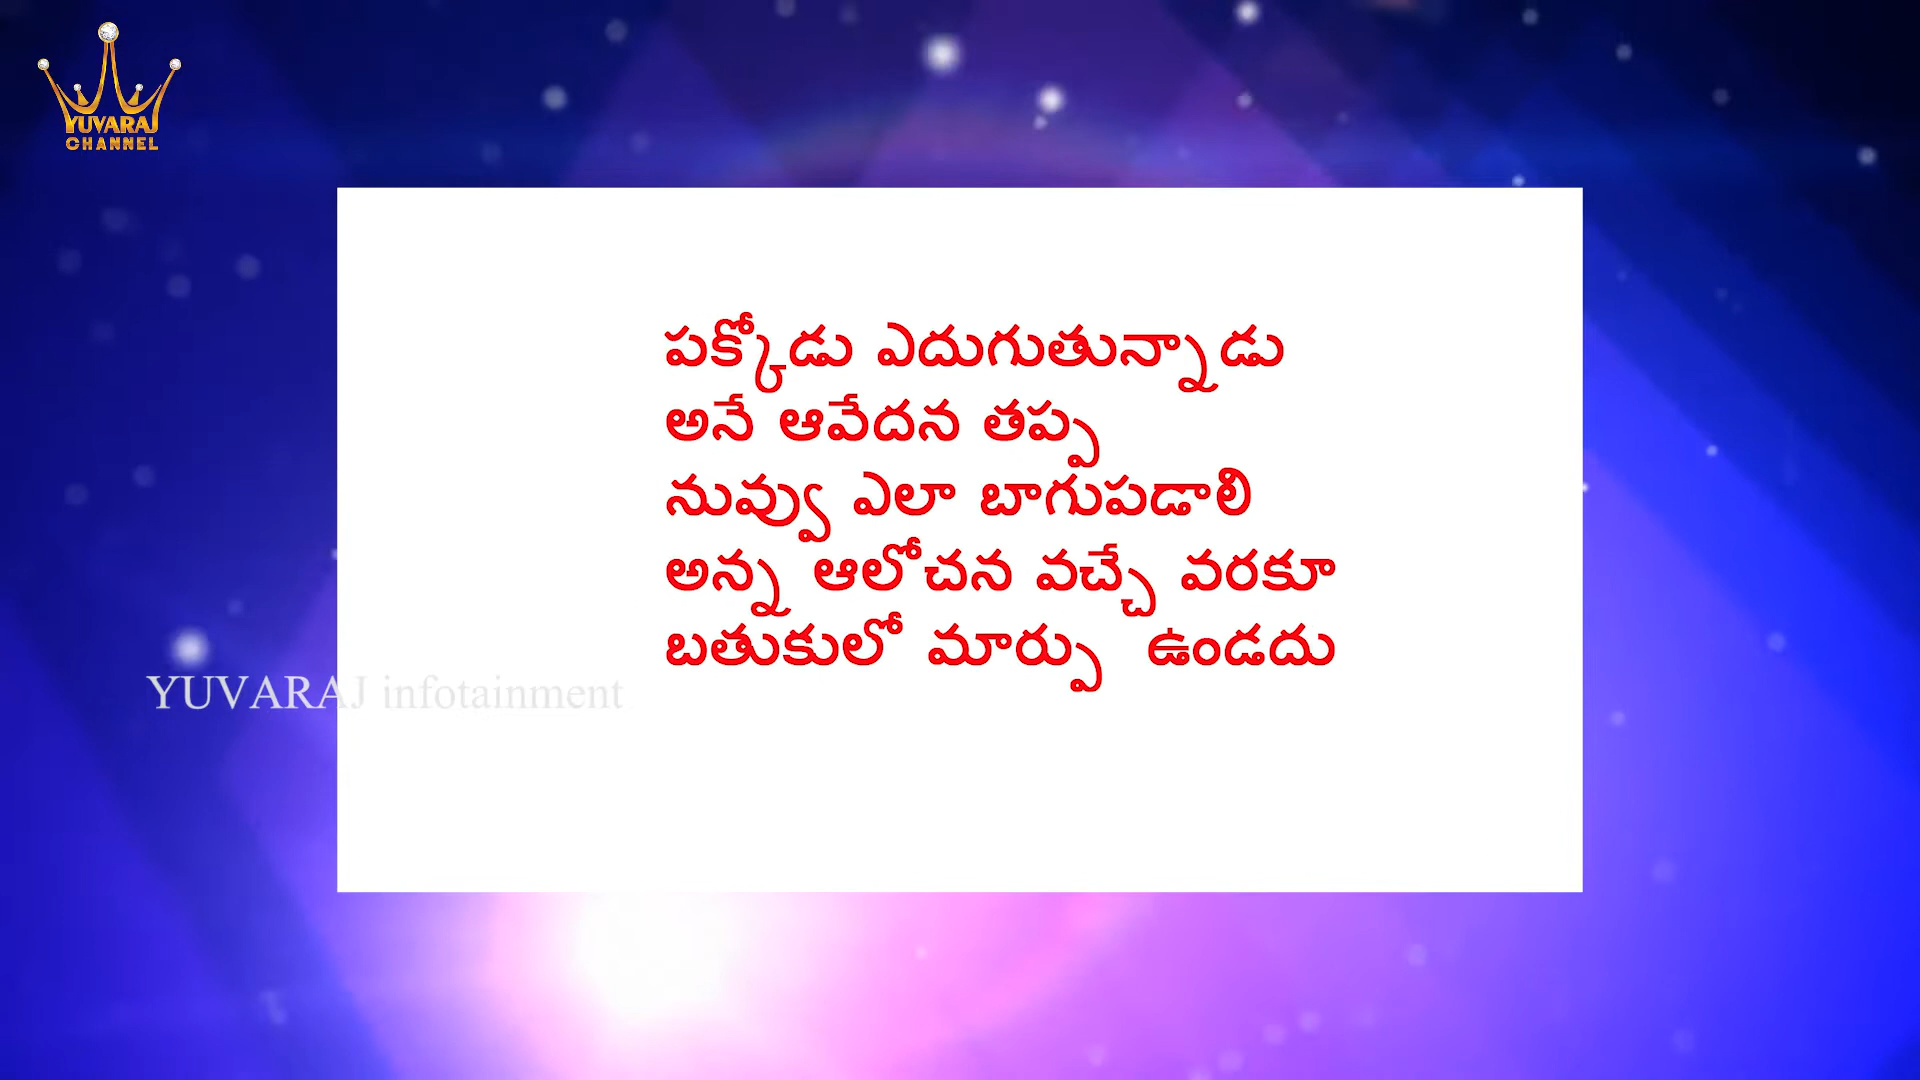 YUVARAJ
CHANNEL
పక్కోడు ఎదుగుతున్నాడు
అనే ఆవేదన తప్ప
నువ్వు ఎలా బాగుపడాలి
అన్న ఆలోచన వచ్చే వరకూ
బతుకులో మార్పు ఉండదు
YUVARAJ infotainment